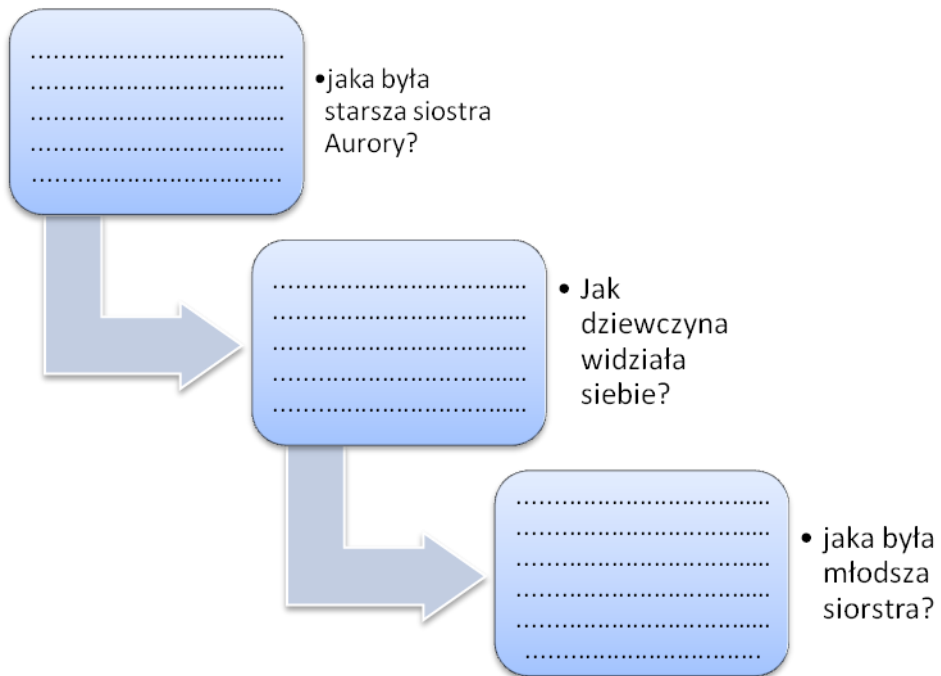 ……………………………………
……………………………………
……………………………………
……………………………………
……………………………………
•jaka była
starsza siostra
Aurory?
……………………………………
……………………………………
……………………………………
……………………………………
……………………………………
• Jak
dziewczyna
widziała
siebie?
……………………………………
……………………………………
……………………………………
……………………………………
……………………………………
…………………………………
• jaka była
młodsza
siorstra?